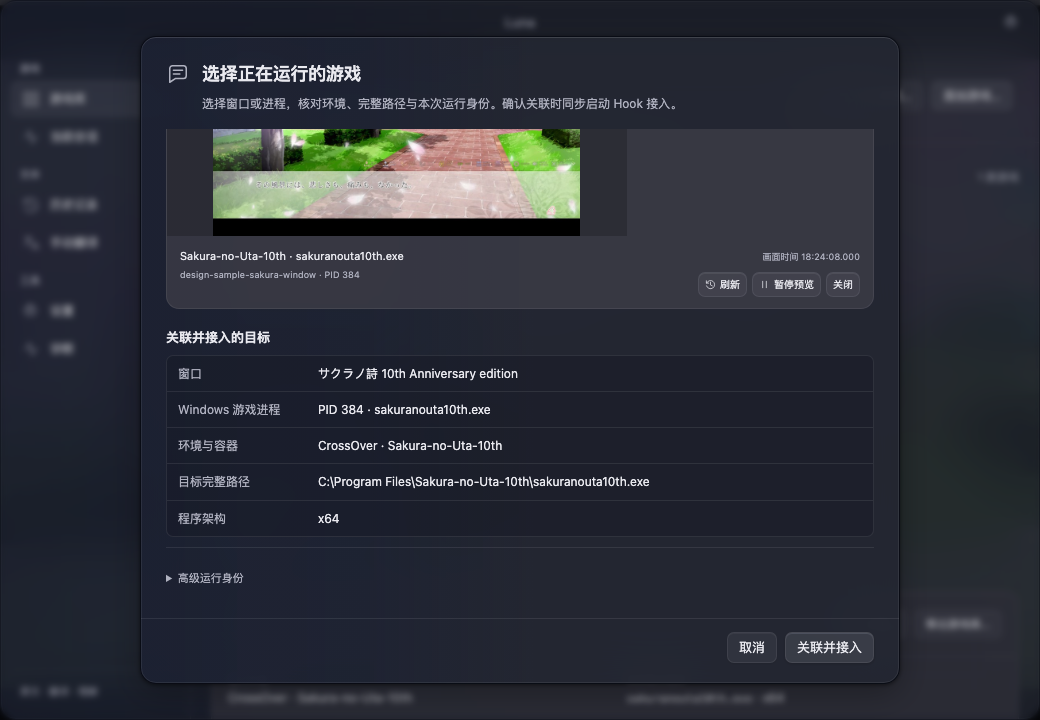 选择正在运行的游戏
选择窗口或进程，核对环境、完整路径与本次运行身份。确认关联时同步启动 Hook 接入。
Sakura-no-Uta-10th · sakuranouta10th.exe
画面时间 18:24:08.000
design-sample-sakura-window · PID 384
刷新
暂停预览
关闭
关联并接入的目标
窗口
サクラノ詩 10th Anniversary edition
Windows 游戏进程
PID 384 · sakuranouta10th.exe
环境与容器
CrossOver · Sakura-no-Uta-10th
目标完整路径
C:\Program Files\Sakura-no-Uta-10th\sakuranouta10th.exe
程序架构
x64
高级运行身份
取消
关联并接入